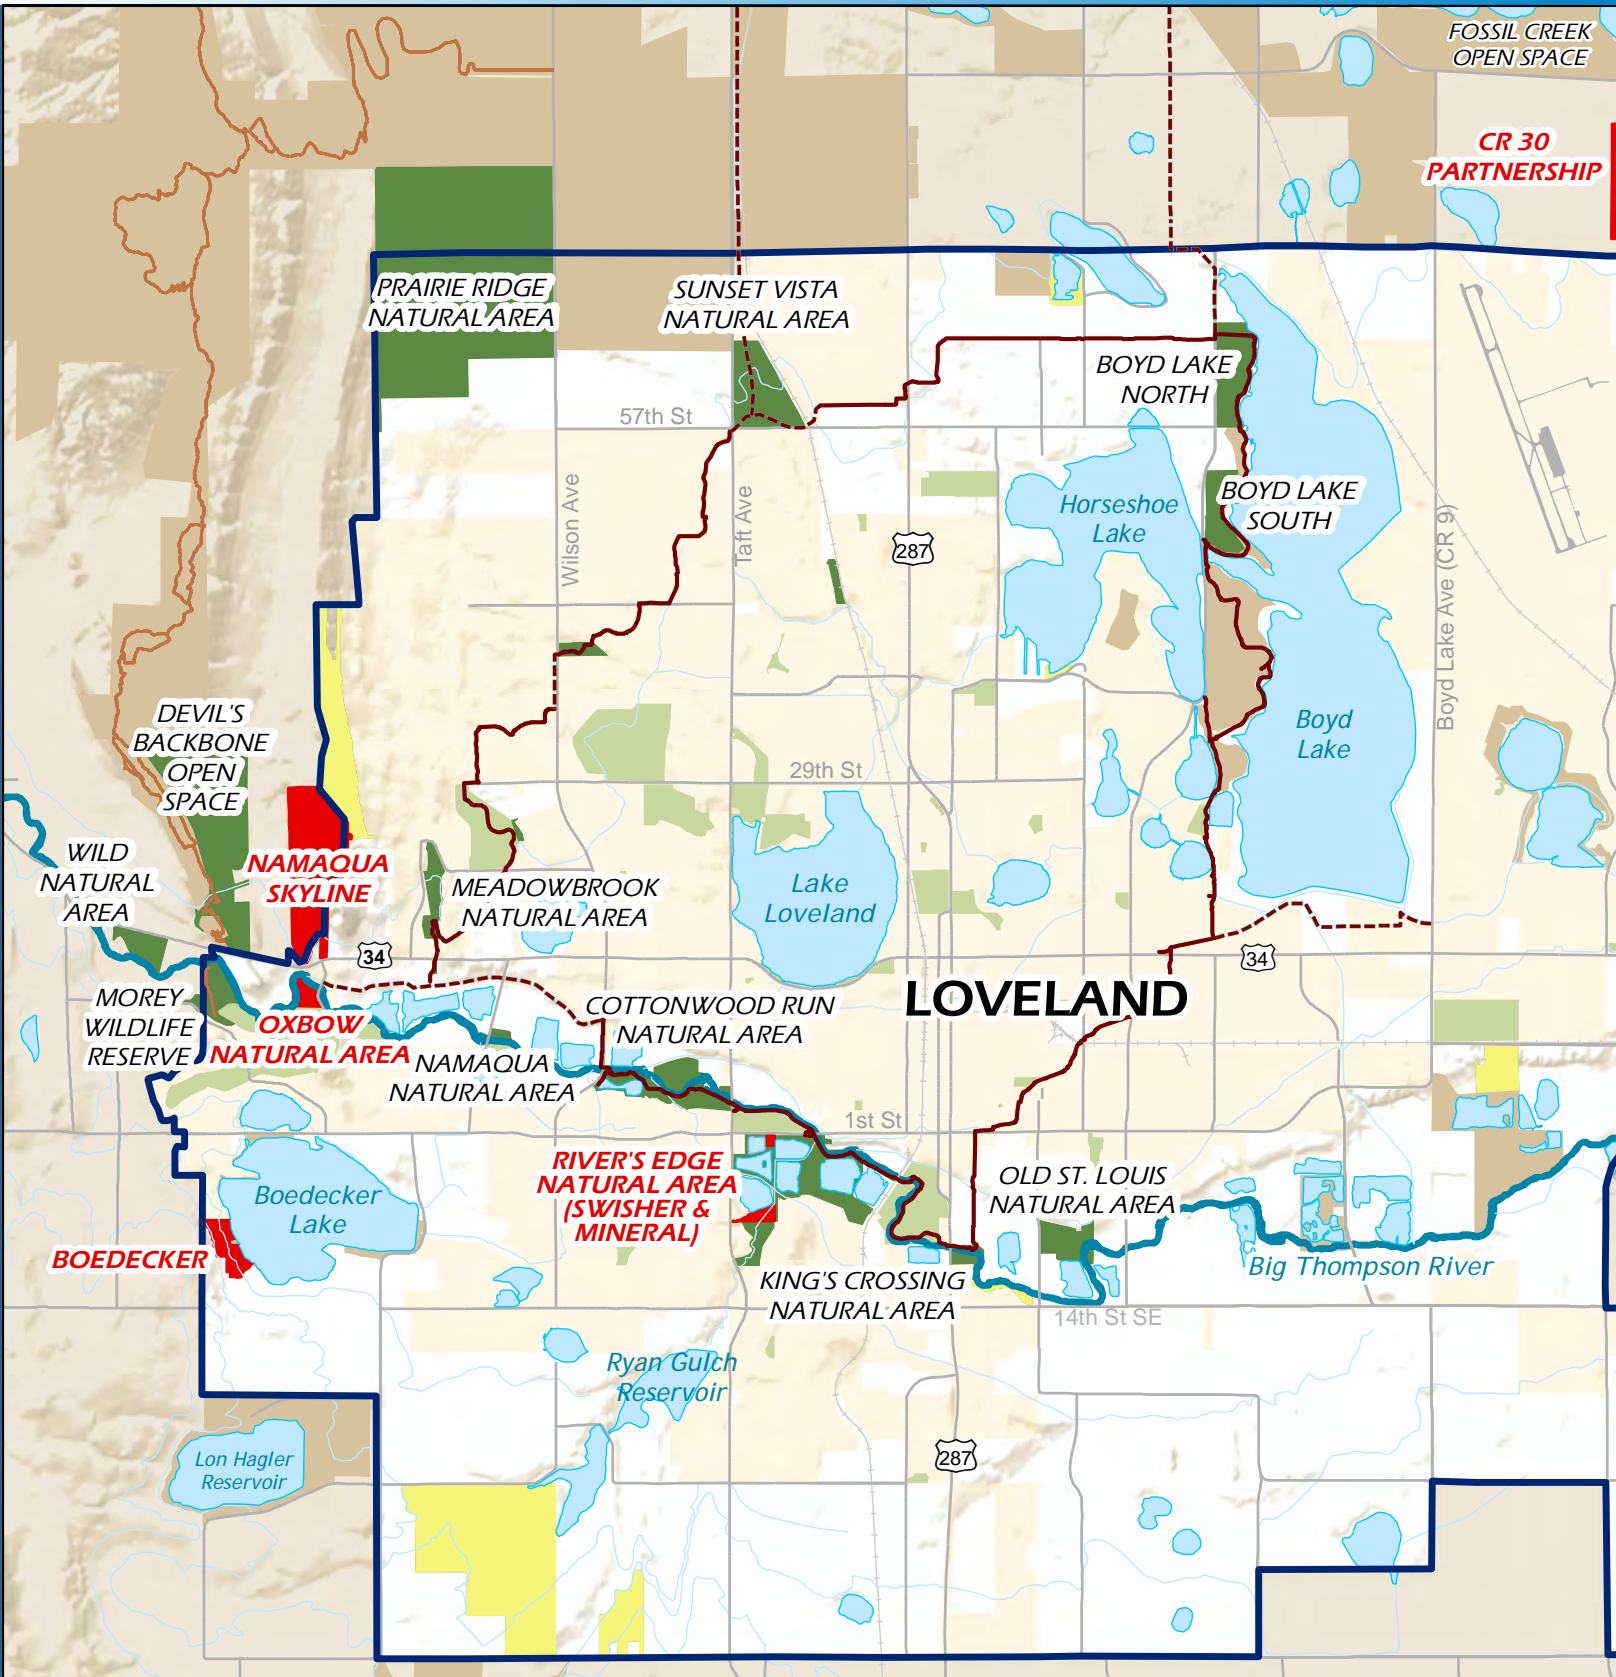 FOSSIL CREEK
OPEN SPACE
CR 30
PARTNERSHIP
PRAIRIE RIDGE
NATURAL AREA
SUNSET VISTA
NATURAL AREA
BOYD LAKE
NORTH
57th St
Wilson Ave
Taft Ave
287
Horseshoe
Lake
BOYD LAKE
SOUTH
Boyd Lake Ave (CR 9)
DEVIL'S
BACKBONE
OPEN
SPACE
Boyd
Lake
29th St
WILD
NATURAL
AREA
NAMAQUA
SKYLINE
MEADOWBROOK
NATURAL AREA
Lake
Loveland
34
34
LOVELAND
MOREY
WILDLIFE
RESERVE
OXBOW
NATURAL AREA
COTTONWOOD RUN
NATURAL AREA
NAMAQUA
NATURAL AREA
1st St
RIVER'S EDGE
NATURAL AREA
(SWISHER &
MINERAL)
OLD ST. LOUIS
NATURAL AREA
Boedecker
Lake
BOEDECKER
KING'S CROSSING
NATURAL AREA
Big Thompson River
14th St SE
Ryan Gulch
Reservoir
287
Lon Hagler
Reservoir